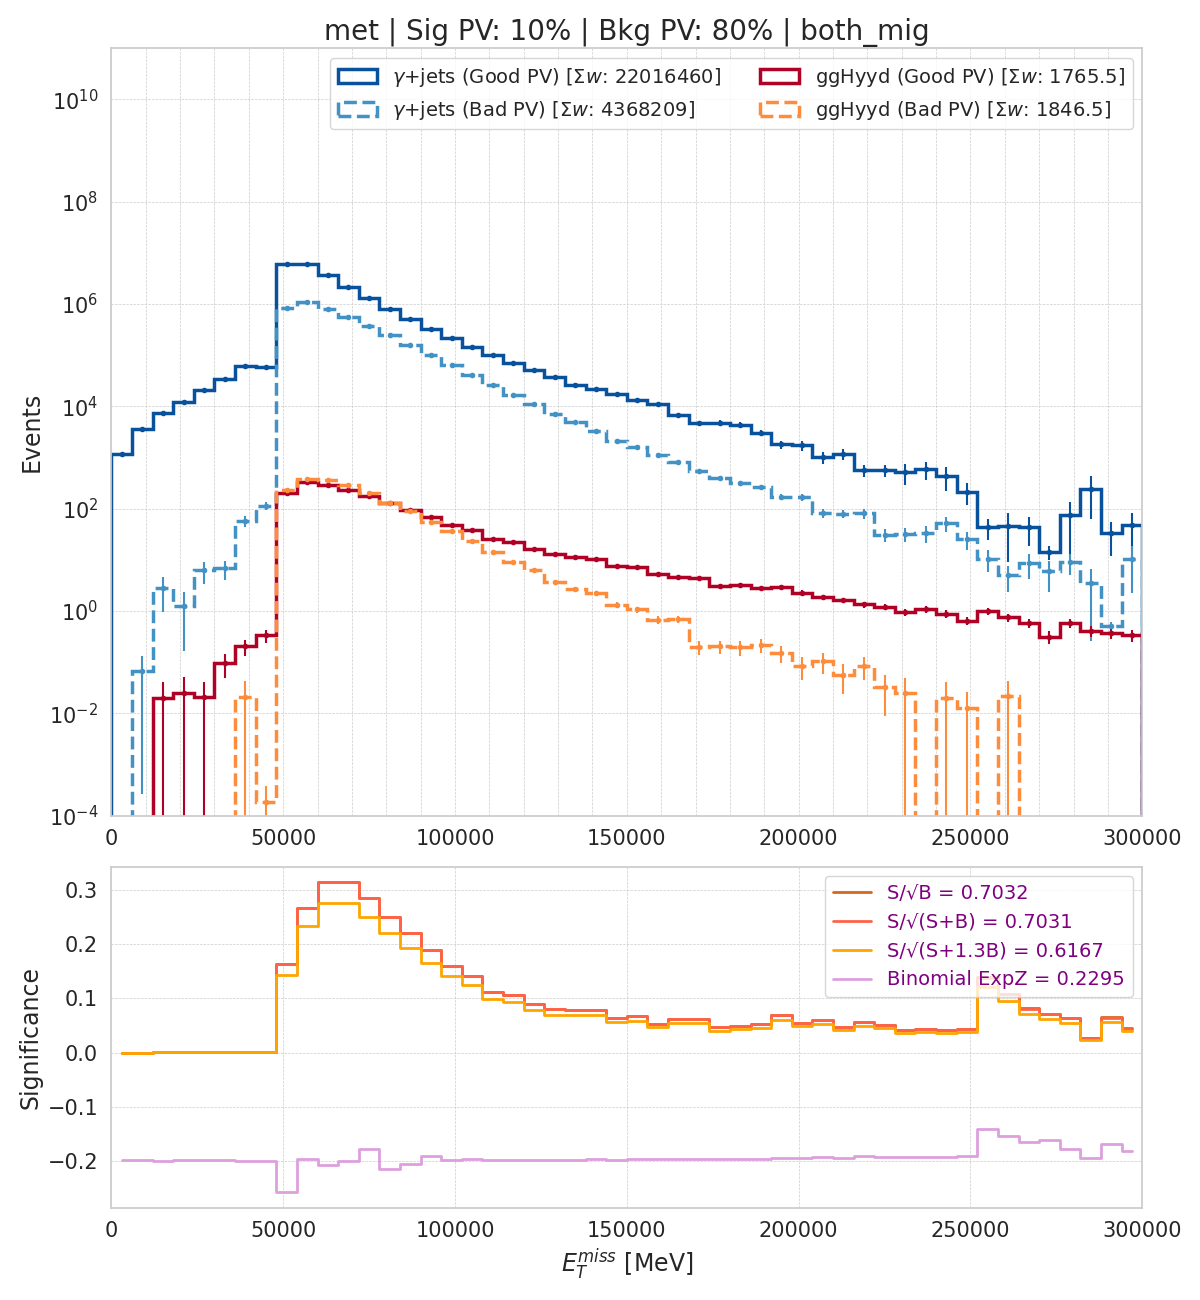 met | Sig PV: 10% | Bkg PV: 80% | both_mig
γ+jets (Good PV) [Σw: 22016460]
γ+jets (Bad PV) [Σw: 4368209]
ggHyyd (Good PV) [Σw: 1765.5]
ggHyyd (Bad PV) [Σw: 1846.5]
Events
10^10
10^8
10^6
10^4
10^2
10^0
10^−2
10^−4
0 50000 100000 150000 200000 250000 300000
Significance
0.3
0.2
0.1
0.0
−0.1
−0.2
S/√B = 0.7032
S/√(S+B) = 0.7031
S/√(S+1.3B) = 0.6167
Binomial ExpZ = 0.2295
0 50000 100000 150000 200000 250000 300000
E_T^miss [MeV]